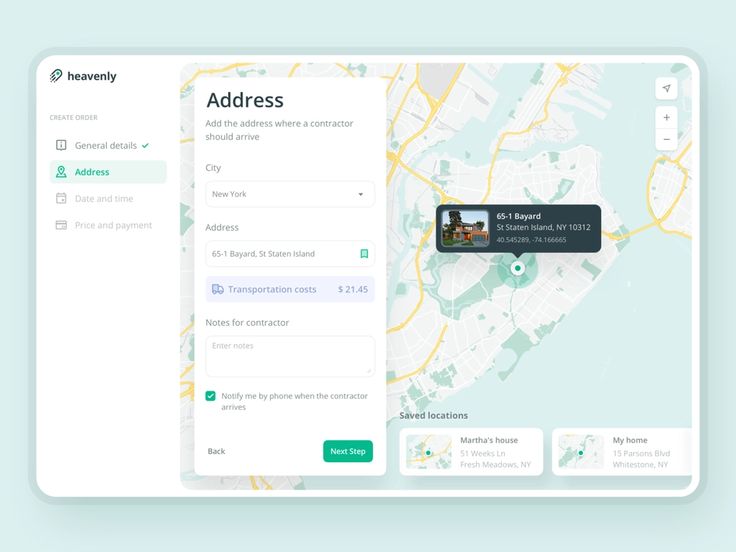 heavenly
CREATE ORDER
General details
Address
Date and time
Price and payment
Address
Add the address where a contractor
should arrive
City
New York
Address
65-1 Bayard, St Staten Island
Transportation costs
$ 21.45
Notes for contractor
Enter notes
Notify me by phone when the contractor
arrives
Back
Next Step
65-1 Bayard
St Staten Island, NY 10312
40.545289, -74.166665
Saved locations
Martha's house
51 Weeks Ln
Fresh Meadows, NY
My home
15 Parsons Blvd
Whitestone, NY